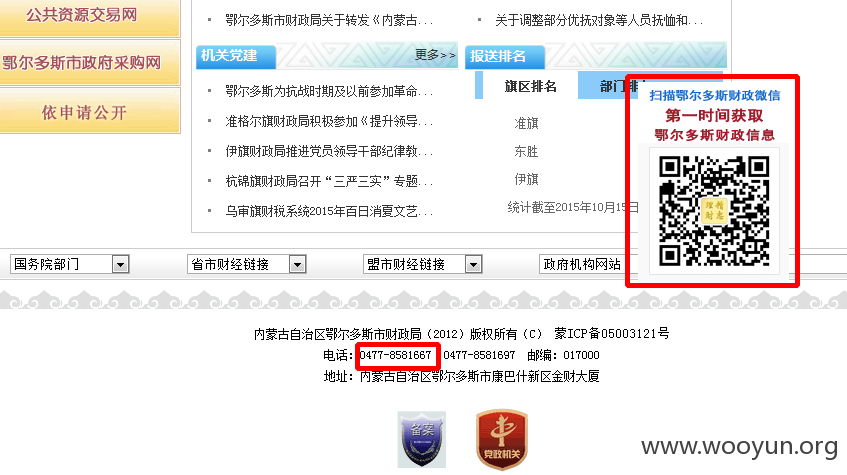 公共资源交易网
鄂尔多斯市政府采购网
依申请公开
鄂尔多斯市财政局关于转发《内蒙古...
关于调整部分优抚对象等人员抚恤和...
机关党建
更多>>
鄂尔多斯为抗战时期及以前参加革命...
准格尔旗财政局积极参加《提升领导...
伊旗财政局推进党员领导干部纪律教...
杭锦旗财政局召开“三严三实”专题...
乌审旗财税系统2015年百日消夏文艺...
报送排名
旗区排名
部门排
准旗
东胜
伊旗
统计截至2015年10月15日
扫描鄂尔多斯财政微信
第一时间获取
鄂尔多斯财政信息
国务院部门
省市财经链接
盟市财经链接
政府机构网站
内蒙古自治区鄂尔多斯市财政局（2012）版权所有（C） 蒙ICP备05003121号
电话：0477-8581667 0477-8581697 邮编：017000
地址：内蒙古自治区鄂尔多斯市康巴什新区金财大厦
备案
党政机关
www.wooyun.org